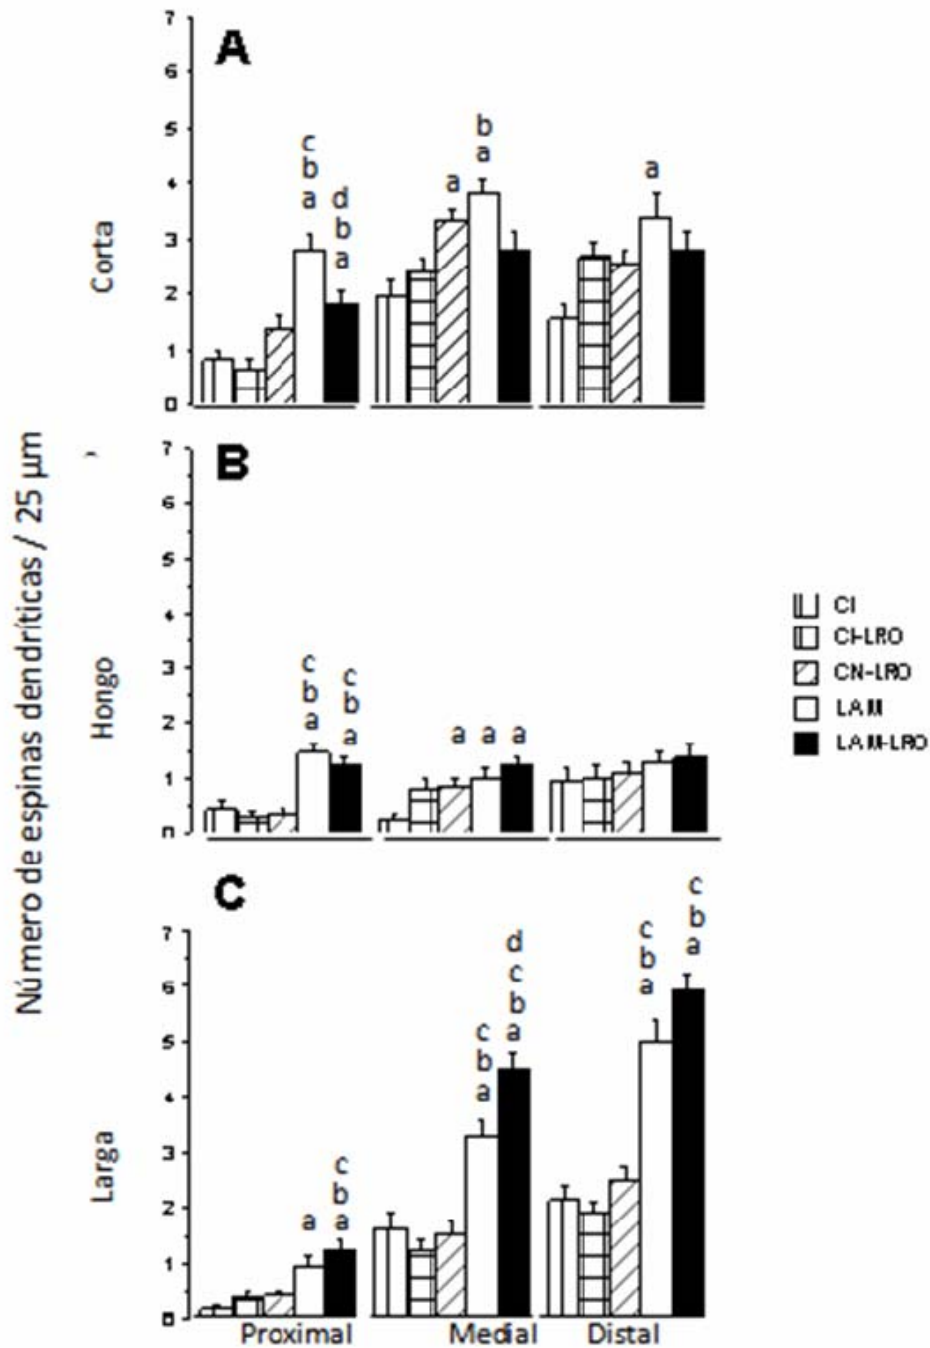 Número de espinas dendríticas / 25 µm
A
Corta
7
6
5
4
3
2
1
0
c
b
a
d
b
a
a
b
a
a
B
Hongo
7
6
5
4
3
2
1
0
c
b
a
c
b
a
a
a
a
C
Larga
7
6
5
4
3
2
1
0
a
c
b
a
c
b
a
d
c
b
a
c
b
a
c
b
a
Proximal
Medial
Distal
CI
CI-LRO
CN-LRO
LAM
LAM-LRO